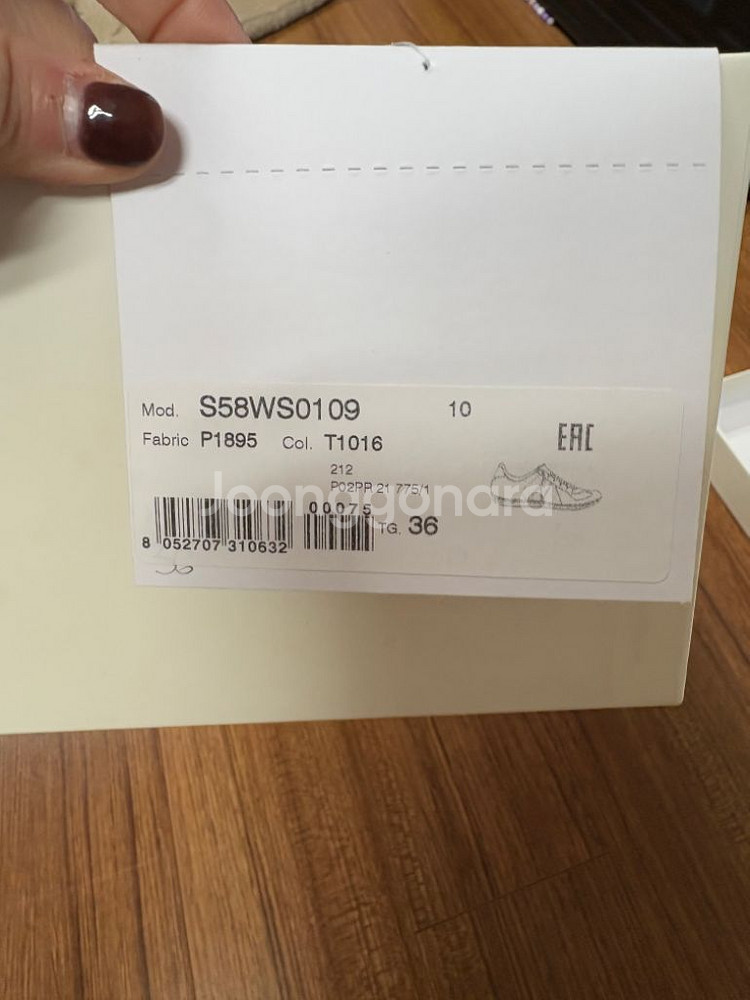 Mod. S58WS0109 10
Fabric P1895 Col. T1016
EAC
212
P02PR 21 775/1
Joonggonara
00075
TG. 36
8 052707 310632